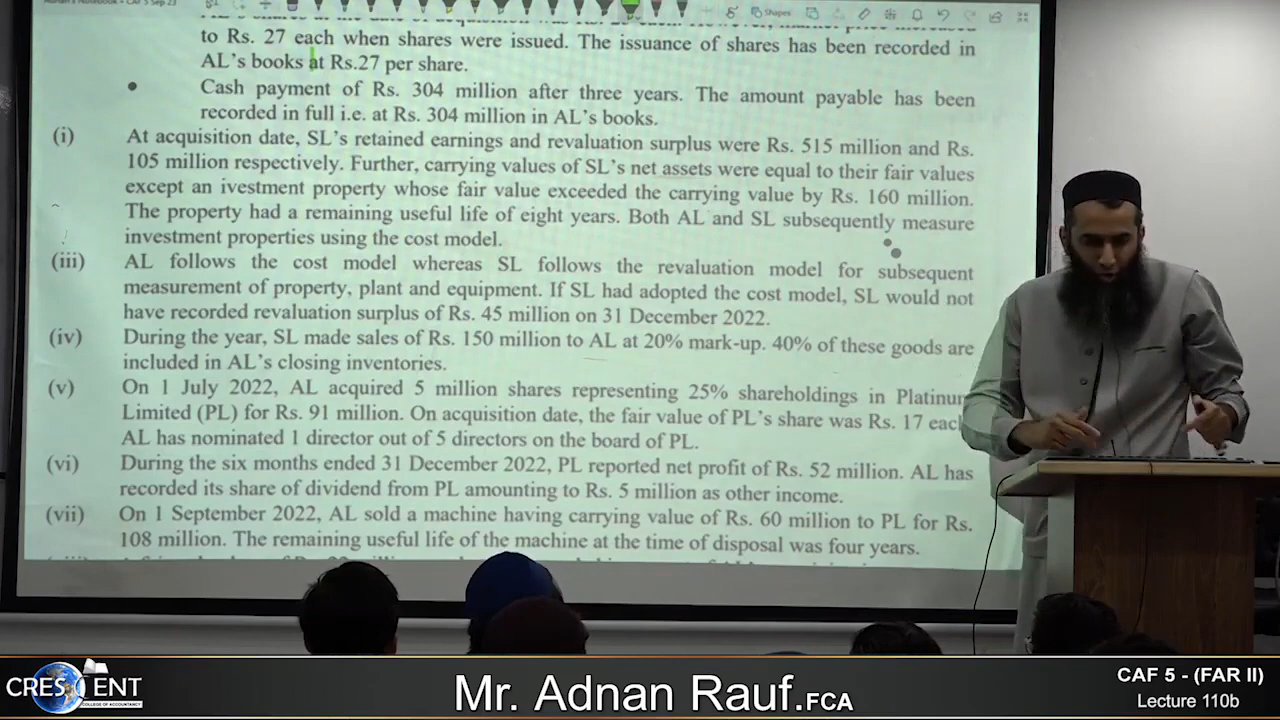 Shapes
to Rs. 27 each when shares were issued. The issuance of shares has been recorded in
AL's books at Rs.27 per share.
• Cash payment of Rs. 304 million after three years. The amount payable has been
recorded in full i.e. at Rs. 304 million in AL's books.
(i) At acquisition date, SL's retained earnings and revaluation surplus were Rs. 515 million and Rs.
105 million respectively. Further, carrying values of SL's net assets were equal to their fair values
except an ivestment property whose fair value exceeded the carrying value by Rs. 160 million.
The property had a remaining useful life of eight years. Both AL and SL subsequently measure
investment properties using the cost model.
(iii) AL follows the cost model whereas SL follows the revaluation model for subsequent
measurement of property, plant and equipment. If SL had adopted the cost model, SL would not
have recorded revaluation surplus of Rs. 45 million on 31 December 2022.
(iv) During the year, SL made sales of Rs. 150 million to AL at 20% mark-up. 40% of these goods are
included in AL's closing inventories.
(v) On 1 July 2022, AL acquired 5 million shares representing 25% shareholdings in Platinum
Limited (PL) for Rs. 91 million. On acquisition date, the fair value of PL's share was Rs. 17 each
AL has nominated 1 director out of 5 directors on the board of PL.
(vi) During the six months ended 31 December 2022, PL reported net profit of Rs. 52 million. AL has
recorded its share of dividend from PL amounting to Rs. 5 million as other income.
(vii) On 1 September 2022, AL sold a machine having carrying value of Rs. 60 million to PL for Rs.
108 million. The remaining useful life of the machine at the time of disposal was four years.
CRESCENT
COLLEGE OF ACCOUNTANCY
Mr. Adnan Rauf.FCA
CAF 5 - (FAR II)
Lecture 110b